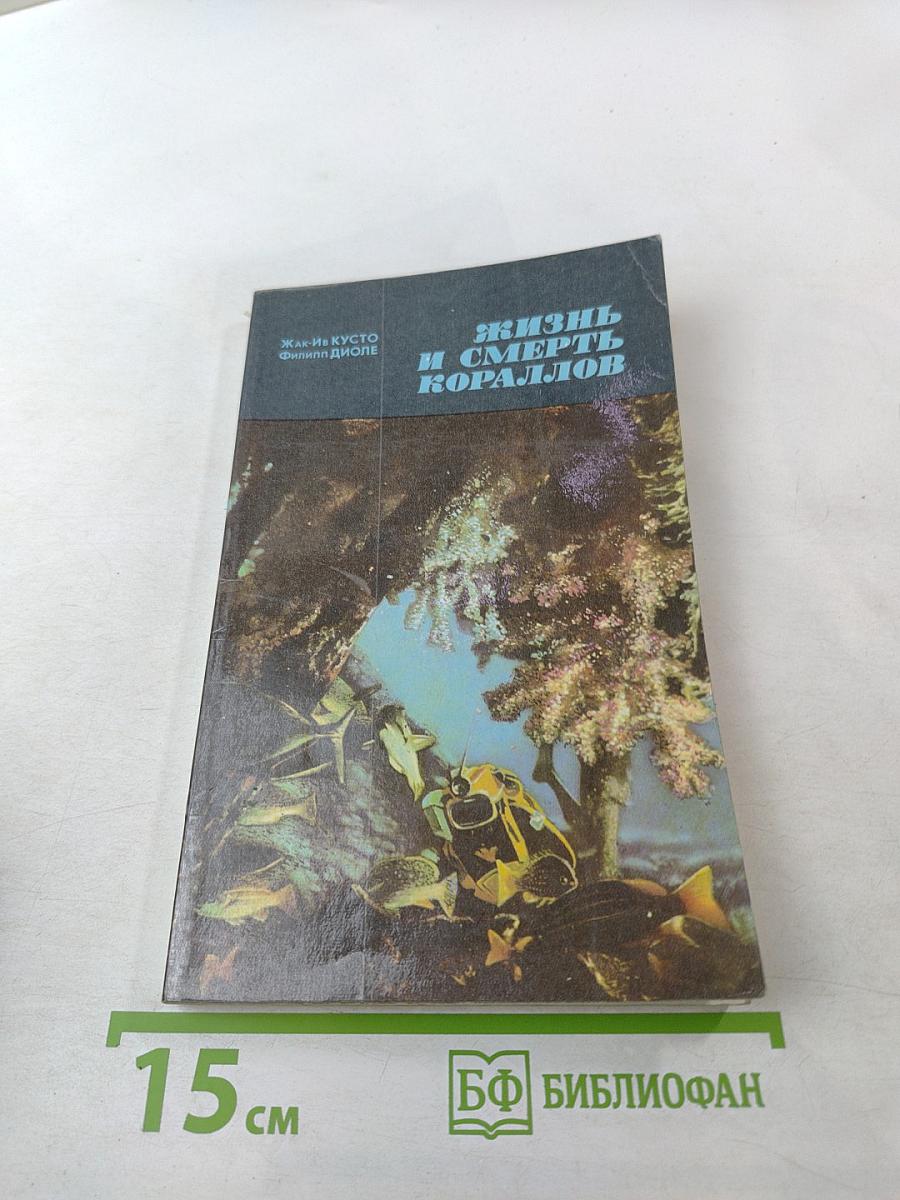 Жак-Ив КУСТО
Филипп ДИОЛЕ
ЖИЗНЬ
И СМЕРТЬ
КОРАЛЛОВ
15 см
БФ БИБЛИОФАН